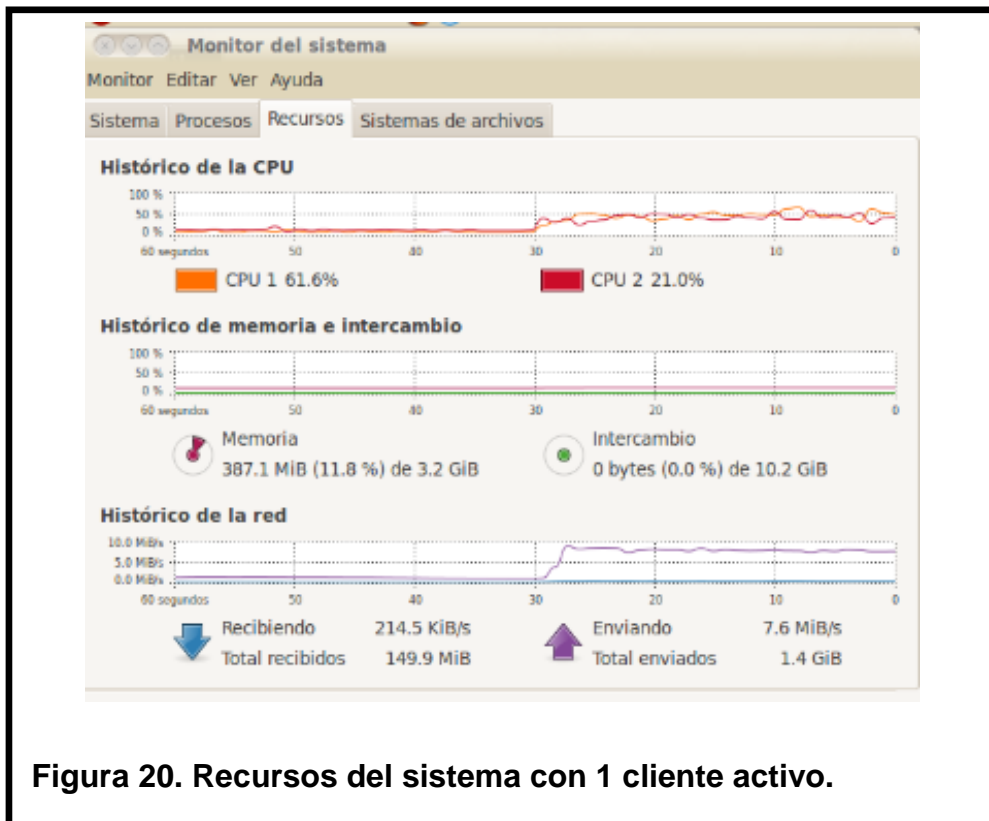 Monitor del sistema
Monitor Editar Ver Ayuda
Sistema Procesos Recursos Sistemas de archivos
Histórico de la CPU
100 %
50 %
0 %
60 segundos 50 40 30 20 10 0
CPU 1 61.6% CPU 2 21.0%
Histórico de memoria e intercambio
100 %
50 %
0 %
60 segundos 50 40 30 20 10 0
Memoria Intercambio
387.1 MiB (11.8 %) de 3.2 GiB 0 bytes (0.0 %) de 10.2 GiB
Histórico de la red
10.0 MiB/s
5.0 MiB/s
0.0 MiB/s
60 segundos 50 40 30 20 10 0
Recibiendo 214.5 KiB/s Enviando 7.6 MiB/s
Total recibidos 149.9 MiB Total enviados 1.4 GiB
Figura 20. Recursos del sistema con 1 cliente activo.